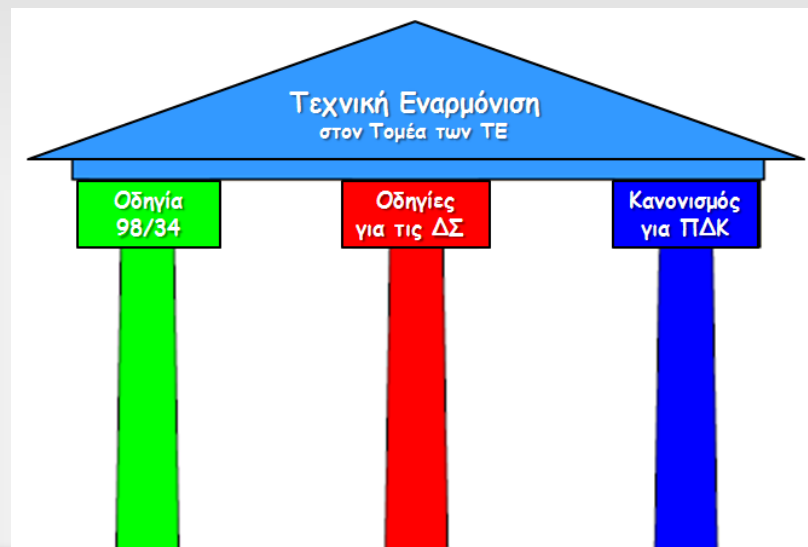 Τεχνική Εναρμόνιση
στον Τομέα των ΤΕ
Οδηγία
98/34
Οδηγίες
για τις ΔΣ
Κανονισμός
για ΠΔΚ